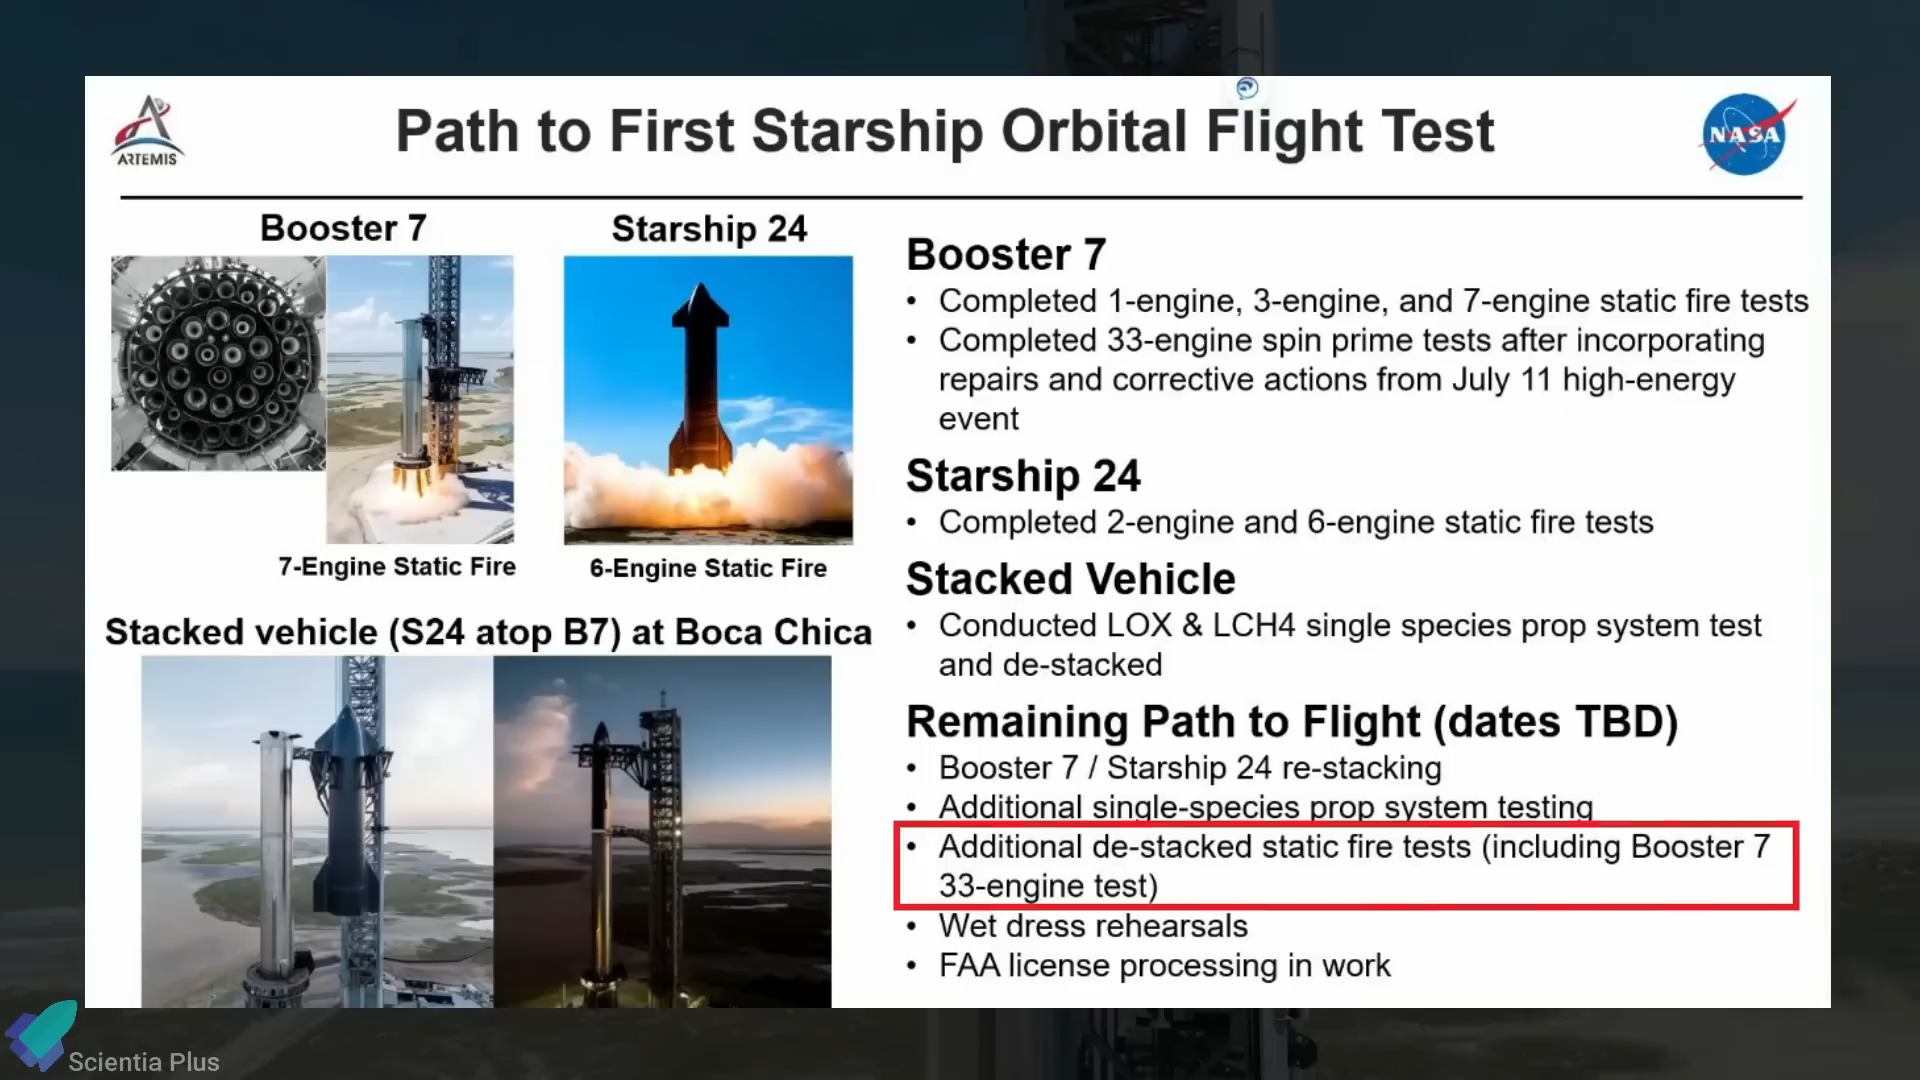 Path to First Starship Orbital Flight Test
ARTEMIS
NASA
Booster 7
Starship 24
7-Engine Static Fire
6-Engine Static Fire
Stacked vehicle (S24 atop B7) at Boca Chica
Booster 7
• Completed 1-engine, 3-engine, and 7-engine static fire tests
• Completed 33-engine spin prime tests after incorporating
repairs and corrective actions from July 11 high-energy
event
Starship 24
• Completed 2-engine and 6-engine static fire tests
Stacked Vehicle
• Conducted LOX & LCH4 single species prop system test
and de-stacked
Remaining Path to Flight (dates TBD)
• Booster 7 / Starship 24 re-stacking
• Additional single-species prop system testing
• Additional de-stacked static fire tests (including Booster 7
33-engine test)
• Wet dress rehearsals
• FAA license processing in work
Scientia Plus